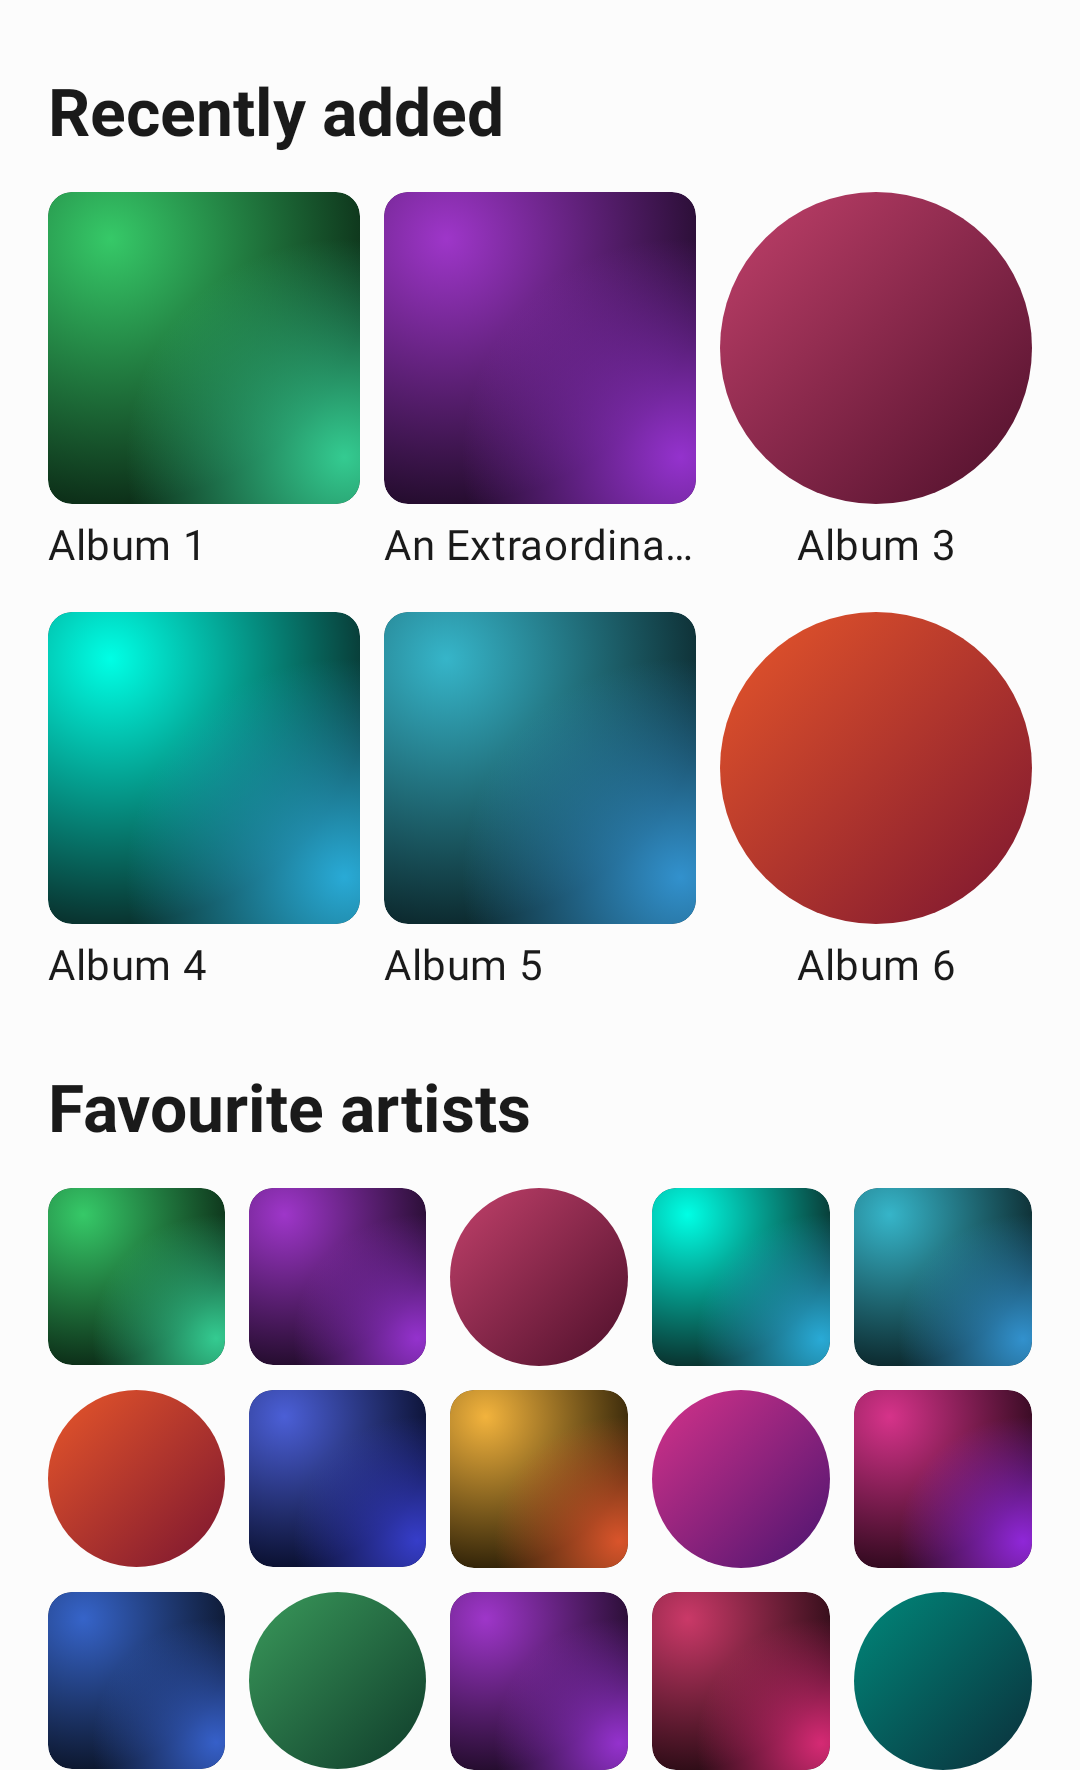 Recently added
Album 1
An Extraordina...
Album 3
Album 4
Album 5
Album 6
Favourite artists